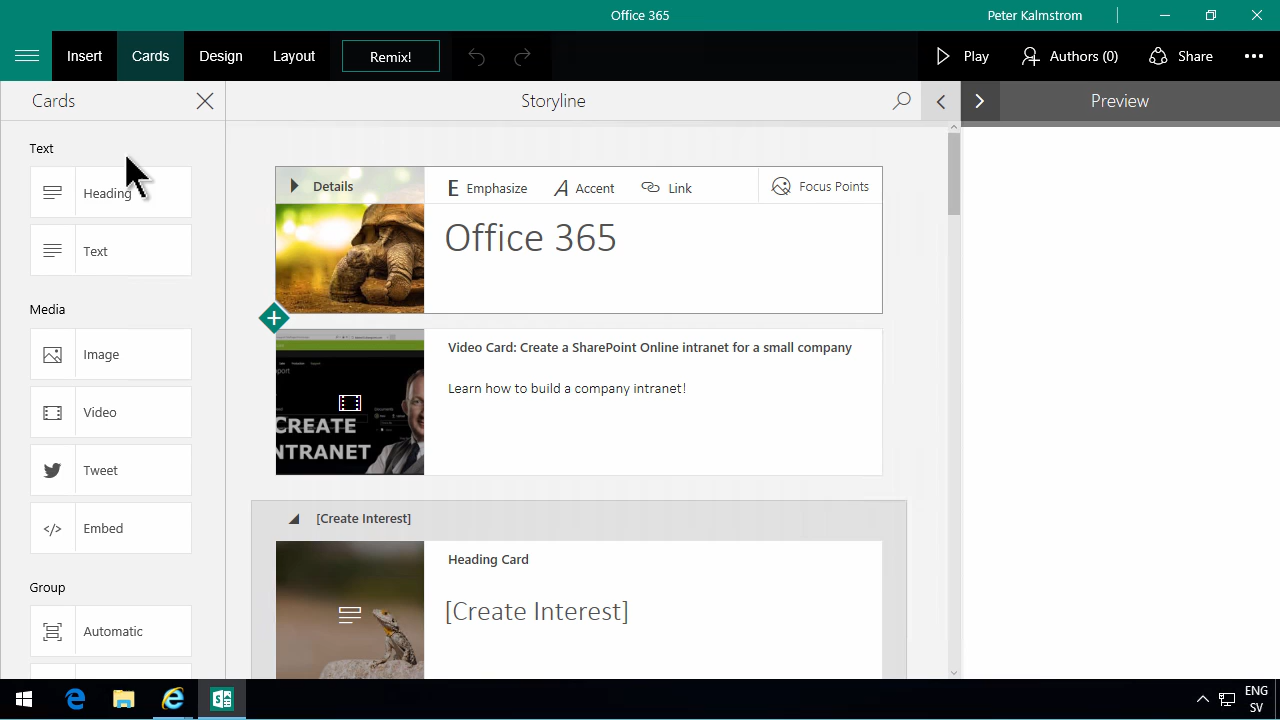 Office 365
Peter Kalmstrom
Insert
Cards
Design
Layout
Remix!
Play
Authors (0)
Share
Cards
Storyline
Preview
Text
Heading
Text
Media
Image
Video
Tweet
Embed
Group
Automatic
Details
E Emphasize
A Accent
Link
Focus Points
Office 365
CREATE
NTRANET
Video Card: Create a SharePoint Online intranet for a small company
Learn how to build a company intranet!
[Create Interest]
Heading Card
[Create Interest]
ENG
SV